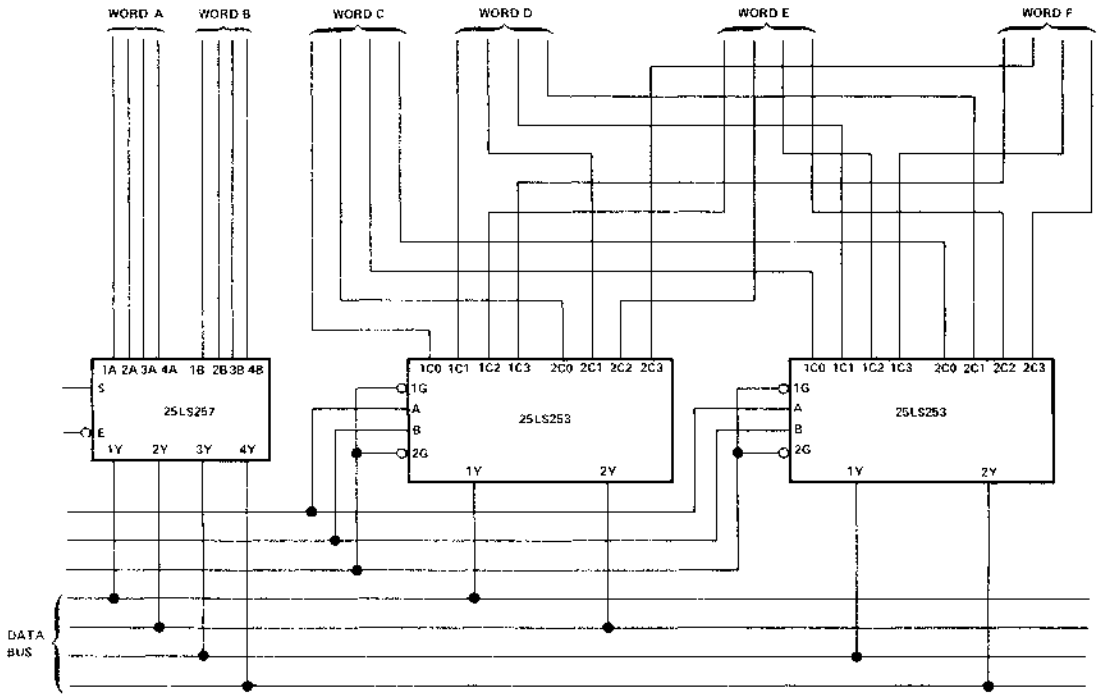 WORD A WORD B WORD C WORD D WORD E WORD F
1A 2A 3A 4A 1B 2B 3B 4B
1C0 1C1 1C2 1C3 2C0 2C1 2C2 2C3
1C0 1C1 1C2 1C3 2C0 2C1 2C2 2C3
S
25LS257
E
1Y 2Y 3Y 4Y
1G
A
25LS253
B
2G
1Y 2Y
1G
A
25LS253
B
2G
1Y 2Y
DATA
BUS